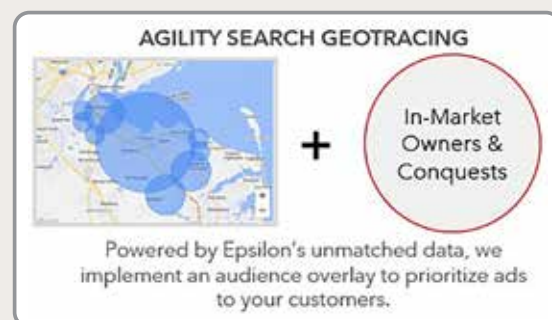 AGILITY SEARCH GEOTRACING
+
In-Market
Owners &
Conquests
Powered by Epsilon's unmatched data, we
implement an audience overlay to prioritize ads
to your customers.